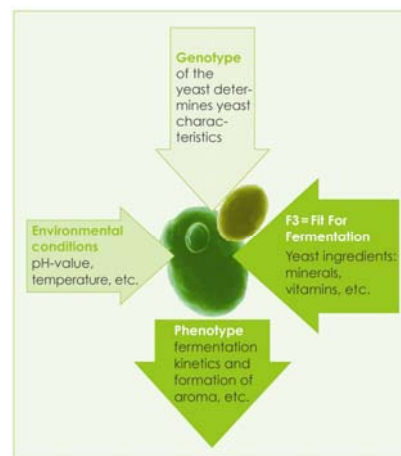 Genotype
of the
yeast deter-
mines yeast
charac-
teristics
Environmental
conditions
pH-value,
temperature, etc.
F3=Fit For
Fermentation
Yeast ingredients:
minerals,
vitamins, etc.
Phenotype
fermentation
kinetics and
formation of
aroma, etc.